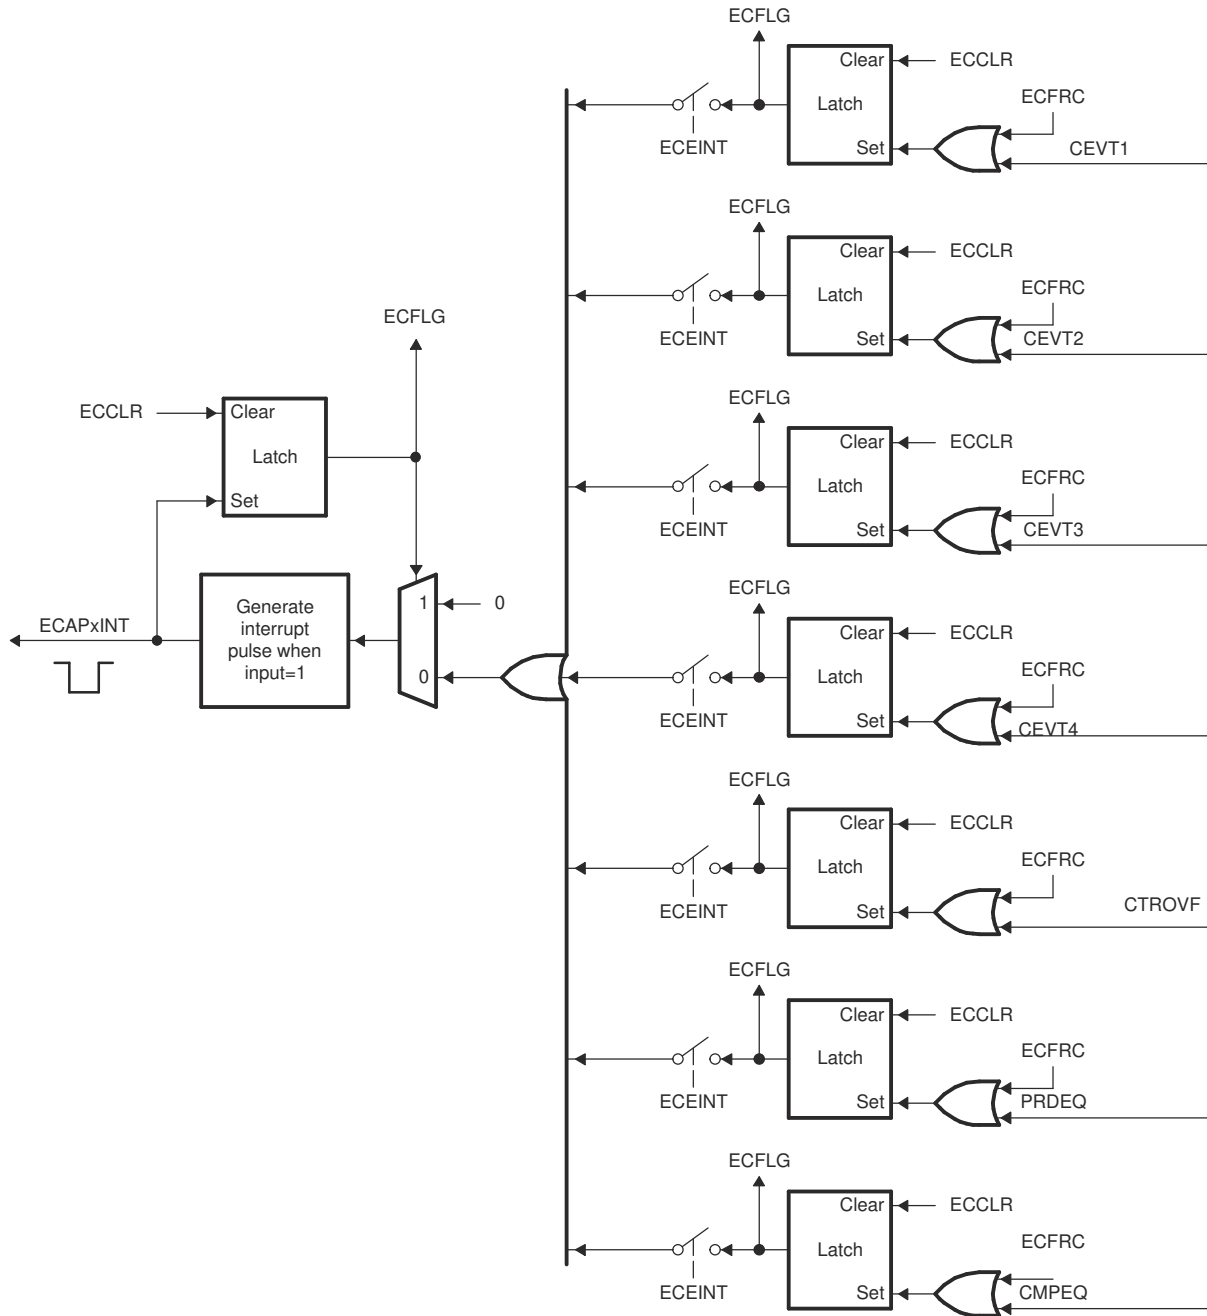 ECFLG
Clear
ECCLR
ECFRC
Latch
ECEINT
Set
CEVT1
ECFLG
Clear
ECCLR
ECFRC
Latch
ECEINT
Set
CEVT2
ECFLG
ECCLR
Clear
Latch
Set
ECFLG
Clear
ECCLR
ECFRC
Latch
ECEINT
Set
CEVT3
ECAPxINT
Generate
interrupt
pulse when
input=1
1
0
0
ECFLG
Clear
ECCLR
ECFRC
Latch
ECEINT
Set
CEVT4
ECFLG
Clear
ECCLR
ECFRC
Latch
ECEINT
Set
CTROVF
ECFLG
Clear
ECCLR
ECFRC
Latch
ECEINT
Set
PRDEQ
ECFLG
Clear
ECCLR
ECFRC
Latch
ECEINT
Set
CMPEQ